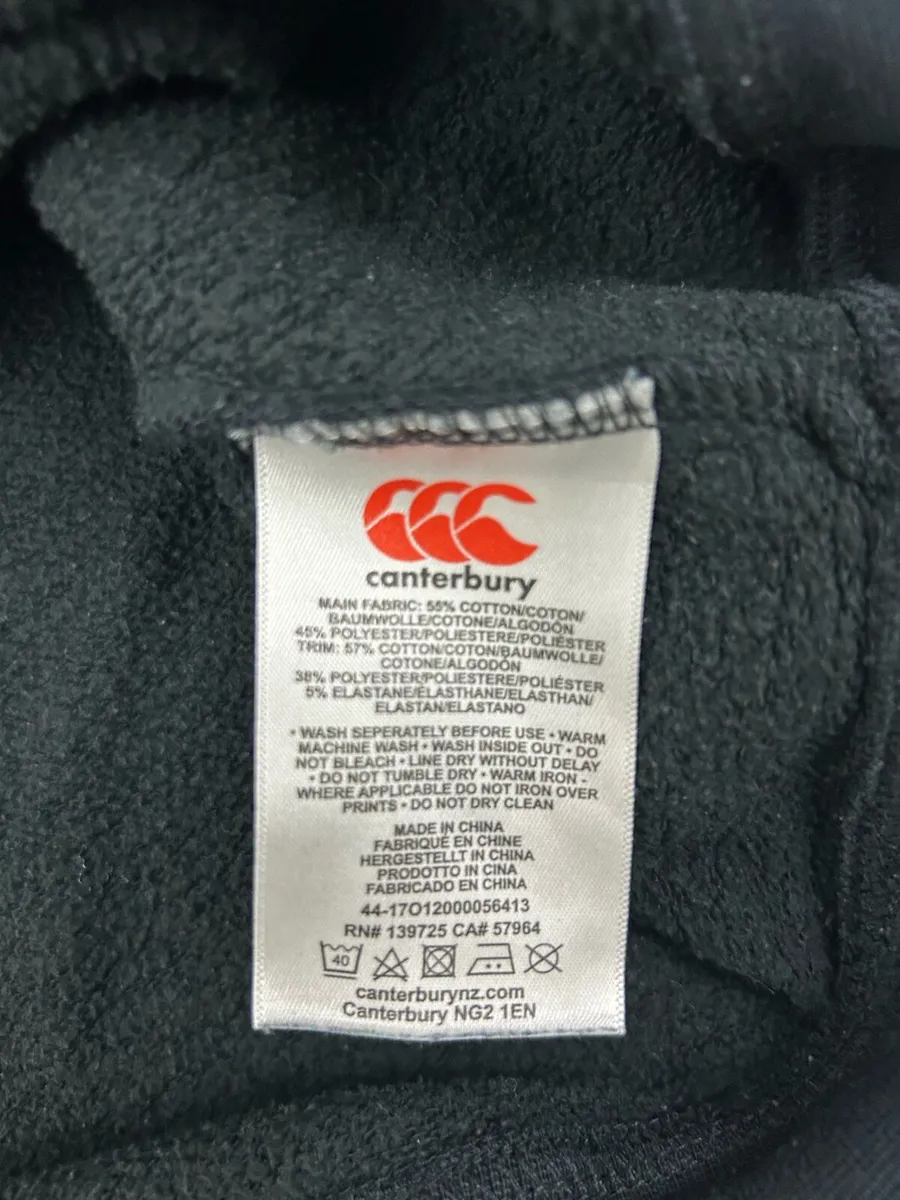 canterbury
MAIN FABRIC: 55% COTTON/COTON/
BAUMWOLLE/COTONE/ALGODÓN
45% POLYESTER/POLIESTERE/POLIÉSTER
TRIM: 57% COTTON/COTON/BAUMWOLLE/
COTONE/ALGODÓN
38% POLYESTER/POLIESTERE/POLIÉSTER
5% ELASTANE/ÉLASTHANE/ELASTHAN/
ELASTAN/ELASTANO
• WASH SEPERATELY BEFORE USE • WARM
MACHINE WASH • WASH INSIDE OUT • DO
NOT BLEACH • LINE DRY WITHOUT DELAY
• DO NOT TUMBLE DRY • WARM IRON -
WHERE APPLICABLE DO NOT IRON OVER
PRINTS • DO NOT DRY CLEAN
MADE IN CHINA
FABRIQUÉ EN CHINE
HERGESTELLT IN CHINA
PRODOTTO IN CINA
FABRICADO EN CHINA
44-17O12000056413
RN# 139725 CA# 57964
40
canterburynz.com
Canterbury NG2 1EN